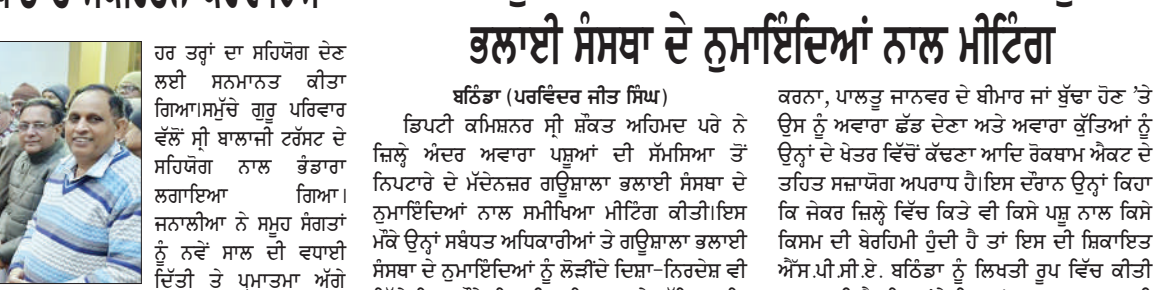 ਹਰ ਤਰ੍ਹਾਂ ਦਾ ਸਹਿਯੋਗ ਦੇਣ
ਲਈ ਸਨਮਾਨਤ ਕੀਤਾ
ਗਿਆ।ਸਮੁੱਚੇ ਗੁਰੂ ਪਰਿਵਾਰ
ਵੱਲੋਂ ਸ੍ਰੀ ਬਾਲਾਜੀ ਟਰੱਸਟ ਦੇ
ਸਹਿਯੋਗ ਨਾਲ ਭੰਡਾਰਾ
ਲਗਾਇਆ ਗਿਆ।
ਜਨਾਲੀਆ ਨੇ ਸਮੂਹ ਸੰਗਤਾਂ
ਨੂੰ ਨਵੇਂ ਸਾਲ ਦੀ ਵਧਾਈ
ਦਿੱਤੀ ਤੇ ਪ੍ਰਮਾਤਮਾ ਅੱਗੇ
ਭਲਾਈ ਸੰਸਥਾ ਦੇ ਨੁਮਾਇੰਦਿਆਂ ਨਾਲ ਮੀਟਿੰਗ
ਬਠਿੰਡਾ (ਪਰਵਿੰਦਰ ਜੀਤ ਸਿੰਘ)
ਡਿਪਟੀ ਕਮਿਸ਼ਨਰ ਸ੍ਰੀ ਸ਼ੌਕਤ ਅਹਿਮਦ ਪਰੇ ਨੇ
ਜ਼ਿਲ੍ਹੇ ਅੰਦਰ ਅਵਾਰਾ ਪਸ਼ੂਆਂ ਦੀ ਸੱਮਸਿਆ ਤੋਂ
ਨਿਪਟਾਰੇ ਦੇ ਮੱਦੇਨਜ਼ਰ ਗਊਸ਼ਾਲਾ ਭਲਾਈ ਸੰਸਥਾ ਦੇ
ਨੁਮਾਇੰਦਿਆਂ ਨਾਲ ਸਮੀਖਿਆ ਮੀਟਿੰਗ ਕੀਤੀ।ਇਸ
ਮੌਕੇ ਉਨ੍ਹਾਂ ਸਬੰਧਤ ਅਧਿਕਾਰੀਆਂ ਤੇ ਗਊਸ਼ਾਲਾ ਭਲਾਈ
ਸੰਸਥਾ ਦੇ ਨੁਮਾਇੰਦਿਆਂ ਨੂੰ ਲੋੜੀਂਦੇ ਦਿਸ਼ਾ-ਨਿਰਦੇਸ਼ ਵੀ
ਕਰਨਾ, ਪਾਲਤੂ ਜਾਨਵਰ ਦੇ ਬੀਮਾਰ ਜਾਂ ਬੁੱਢਾ ਹੋਣ ’ਤੇ
ਉਸ ਨੂੰ ਅਵਾਰਾ ਛੱਡ ਦੇਣਾ ਅਤੇ ਅਵਾਰਾ ਕੁੱਤਿਆਂ ਨੂੰ
ਉਨ੍ਹਾਂ ਦੇ ਖੇਤਰ ਵਿੱਚੋਂ ਕੱਢਣਾ ਆਦਿ ਰੋਕਥਾਮ ਐਕਟ ਦੇ
ਤਹਿਤ ਸਜ਼ਾਯੋਗ ਅਪਰਾਧ ਹੈ।ਇਸ ਦੌਰਾਨ ਉਨ੍ਹਾਂ ਕਿਹਾ
ਕਿ ਜੇਕਰ ਜ਼ਿਲ੍ਹੇ ਵਿੱਚ ਕਿਤੇ ਵੀ ਕਿਸੇ ਪਸ਼ੂ ਨਾਲ ਕਿਸੇ
ਕਿਸਮ ਦੀ ਬੇਰਹਿਮੀ ਹੁੰਦੀ ਹੈ ਤਾਂ ਇਸ ਦੀ ਸ਼ਿਕਾਇਤ
ਐੱਸ.ਪੀ.ਸੀ.ਏ. ਬਠਿੰਡਾ ਨੂੰ ਲਿਖਤੀ ਰੂਪ ਵਿੱਚ ਕੀਤੀ